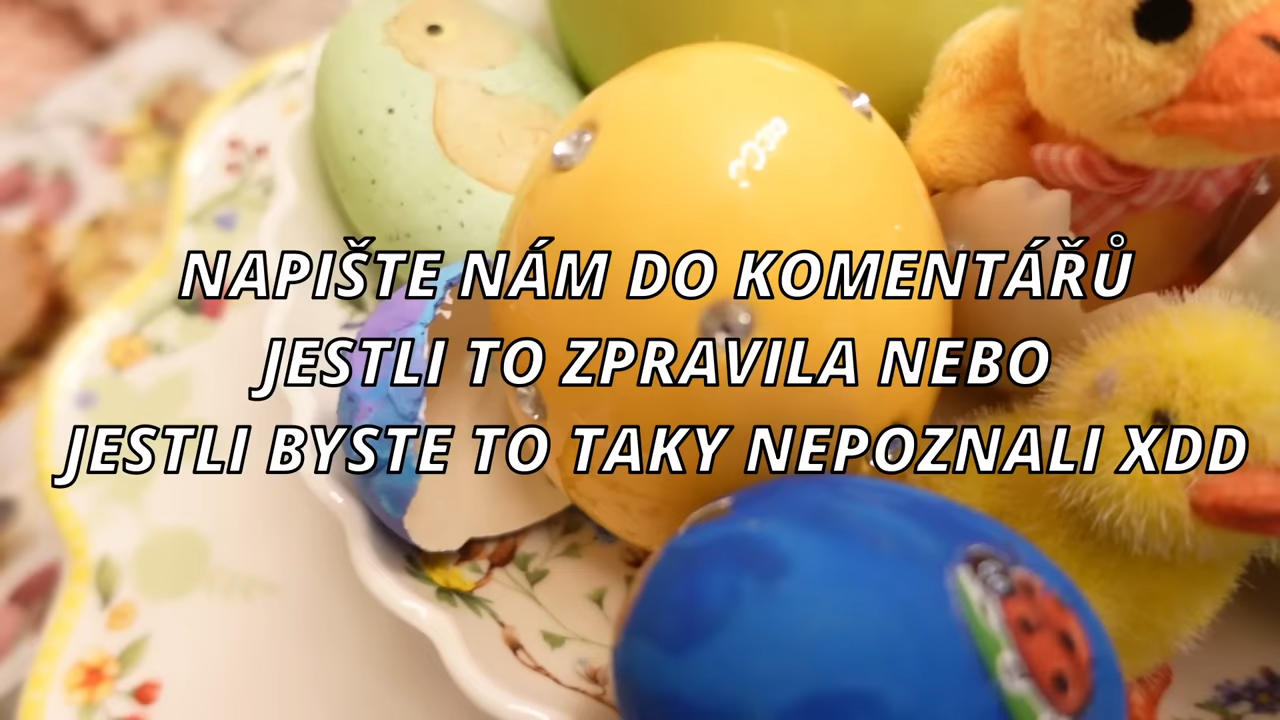 NAPIŠTE NÁM DO KOMENTÁŘŮ
JESTLI TO ZPRAVILA NEBO
JESTLI BYSTE TO TAKY NEPOZNALI XDD